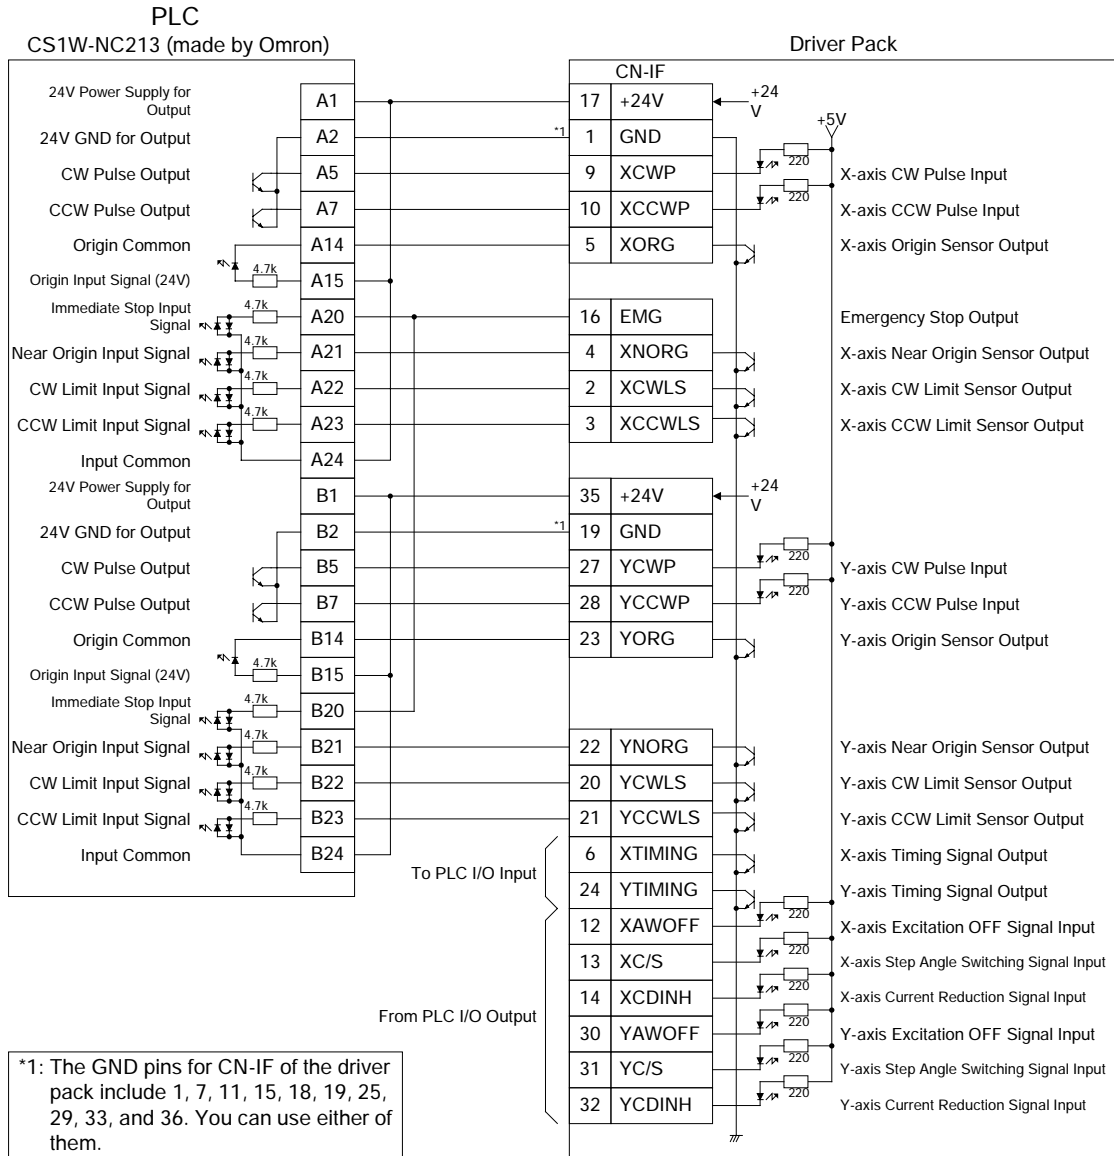 PLC
CS1W-NC213 (made by Omron)
Driver Pack
CN-IF
24V Power Supply for
Output
A1
17 +24V
+24
V
+5V
24V GND for Output
A2
*1
1 GND
220
CW Pulse Output
A5
9 XCWP
X-axis CW Pulse Input
220
CCW Pulse Output
A7
10 XCCWP
X-axis CCW Pulse Input
Origin Common
A14
5 XORG
X-axis Origin Sensor Output
Origin Input Signal (24V)
4.7k
A15
Immediate Stop Input
Signal
4.7k
A20
16 EMG
Emergency Stop Output
Near Origin Input Signal
4.7k
A21
4 XNORG
X-axis Near Origin Sensor Output
CW Limit Input Signal
4.7k
A22
2 XCWLS
X-axis CW Limit Sensor Output
CCW Limit Input Signal
4.7k
A23
3 XCCWLS
X-axis CCW Limit Sensor Output
Input Common
A24
24V Power Supply for
Output
B1
35 +24V
+24
V
24V GND for Output
B2
*1
19 GND
220
CW Pulse Output
B5
27 YCWP
Y-axis CW Pulse Input
220
CCW Pulse Output
B7
28 YCCWP
Y-axis CCW Pulse Input
Origin Common
B14
23 YORG
Y-axis Origin Sensor Output
Origin Input Signal (24V)
4.7k
B15
Immediate Stop Input
Signal
4.7k
B20
Near Origin Input Signal
4.7k
B21
22 YNORG
Y-axis Near Origin Sensor Output
CW Limit Input Signal
4.7k
B22
20 YCWLS
Y-axis CW Limit Sensor Output
CCW Limit Input Signal
4.7k
B23
21 YCCWLS
Y-axis CCW Limit Sensor Output
Input Common
B24
To PLC I/O Input
6 XTIMING
X-axis Timing Signal Output
24 YTIMING
Y-axis Timing Signal Output
From PLC I/O Output
12 XAWOFF
220
X-axis Excitation OFF Signal Input
13 XC/S
220
X-axis Step Angle Switching Signal Input
14 XCDINH
220
X-axis Current Reduction Signal Input
30 YAWOFF
220
Y-axis Excitation OFF Signal Input
31 YC/S
220
Y-axis Step Angle Switching Signal Input
32 YCDINH
220
Y-axis Current Reduction Signal Input
*1: The GND pins for CN-IF of the driver
pack include 1, 7, 11, 15, 18, 19, 25,
29, 33, and 36. You can use either of
them.